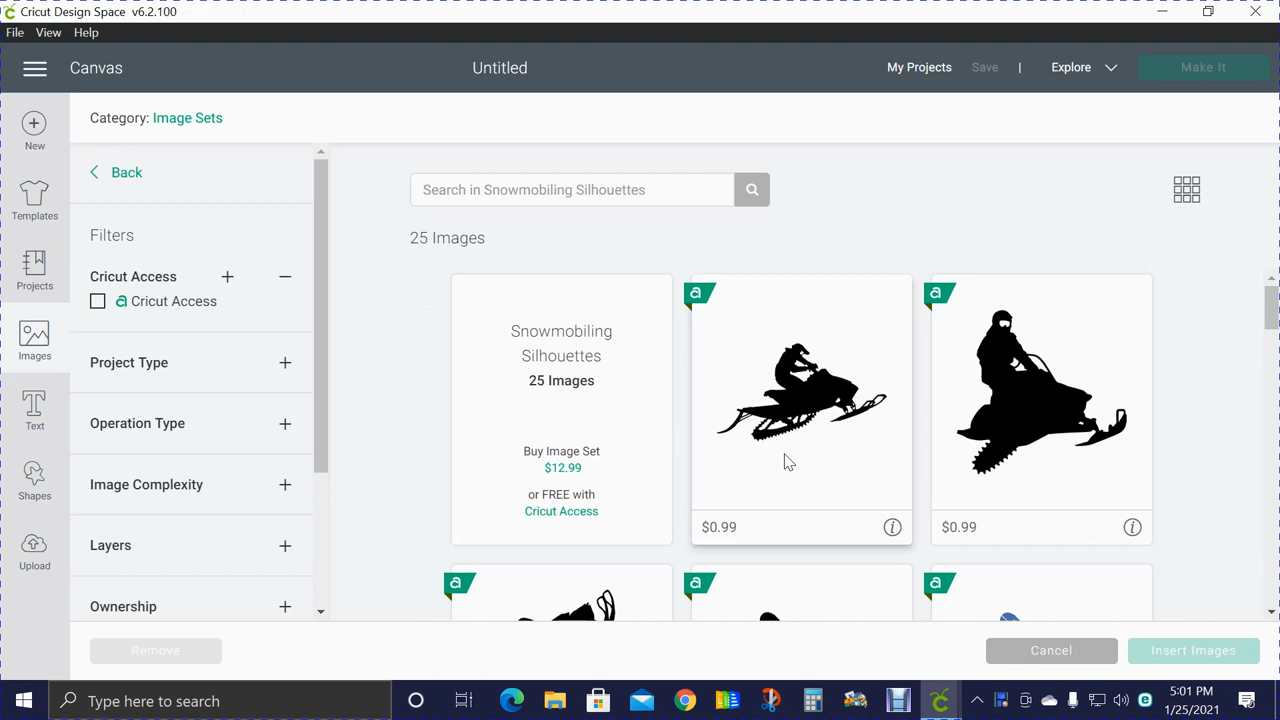 Cricut Design Space v6.2.100
File View Help
Canvas
Untitled
My Projects Save | Explore Make It
New
Templates
Projects
Images
Text
Shapes
Upload
Category: Image Sets
Back
Filters
Cricut Access + −
a Cricut Access
Project Type +
Operation Type +
Image Complexity +
Layers +
Ownership +
Search in Snowmobiling Silhouettes
25 Images
Snowmobiling
Silhouettes
25 Images
Buy Image Set
$12.99
or FREE with
Cricut Access
a
$0.99
a
$0.99
a
a
a
Remove
Cancel
Insert Images
Type here to search
5:01 PM
1/25/2021